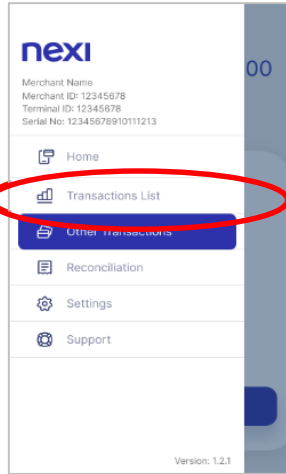 nexi
00
Merchant Name
Merchant ID: 12345678
Terminal ID: 12345678
Serial No: 12345678910111213
Home
Transactions List
Other Transactions
Reconciliation
Settings
Support
Version: 1.2.1